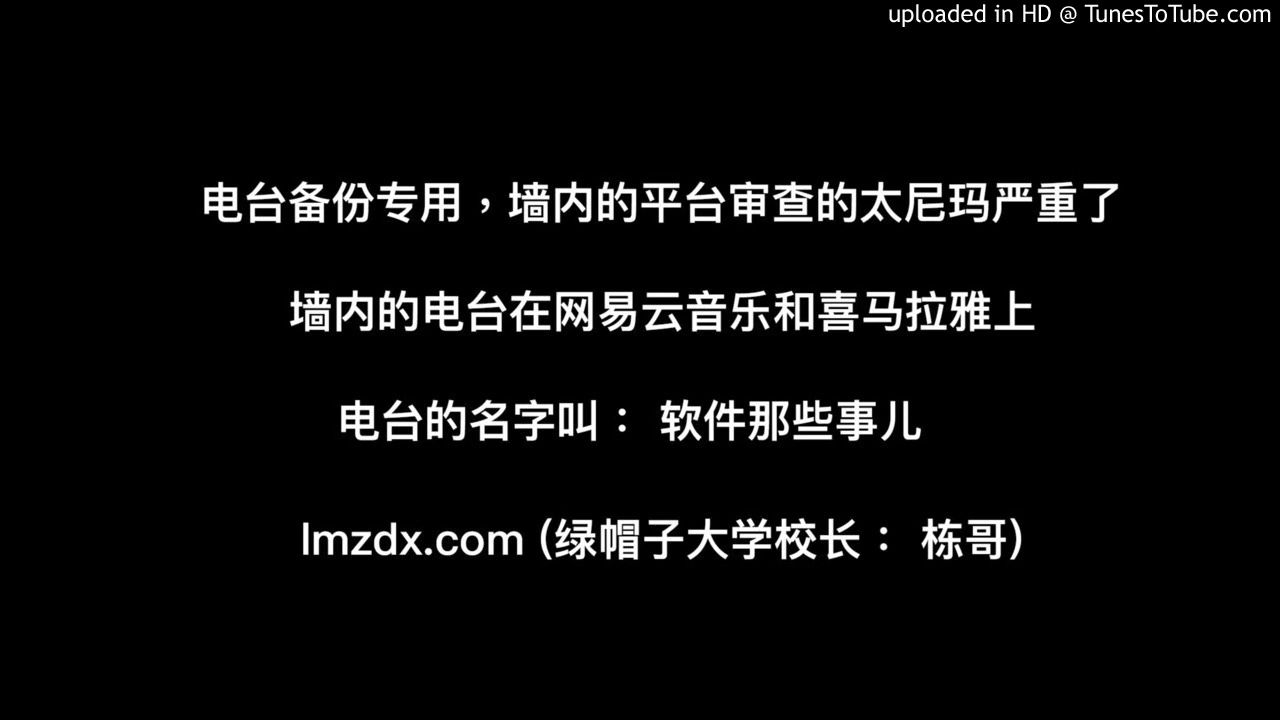 uploaded in HD @ TunesToTube.com
电台备份专用，墙内的平台审查的太尼玛严重了
墙内的电台在网易云音乐和喜马拉雅上
电台的名字叫： 软件那些事儿
lmzdx.com (绿帽子大学校长： 栋哥)